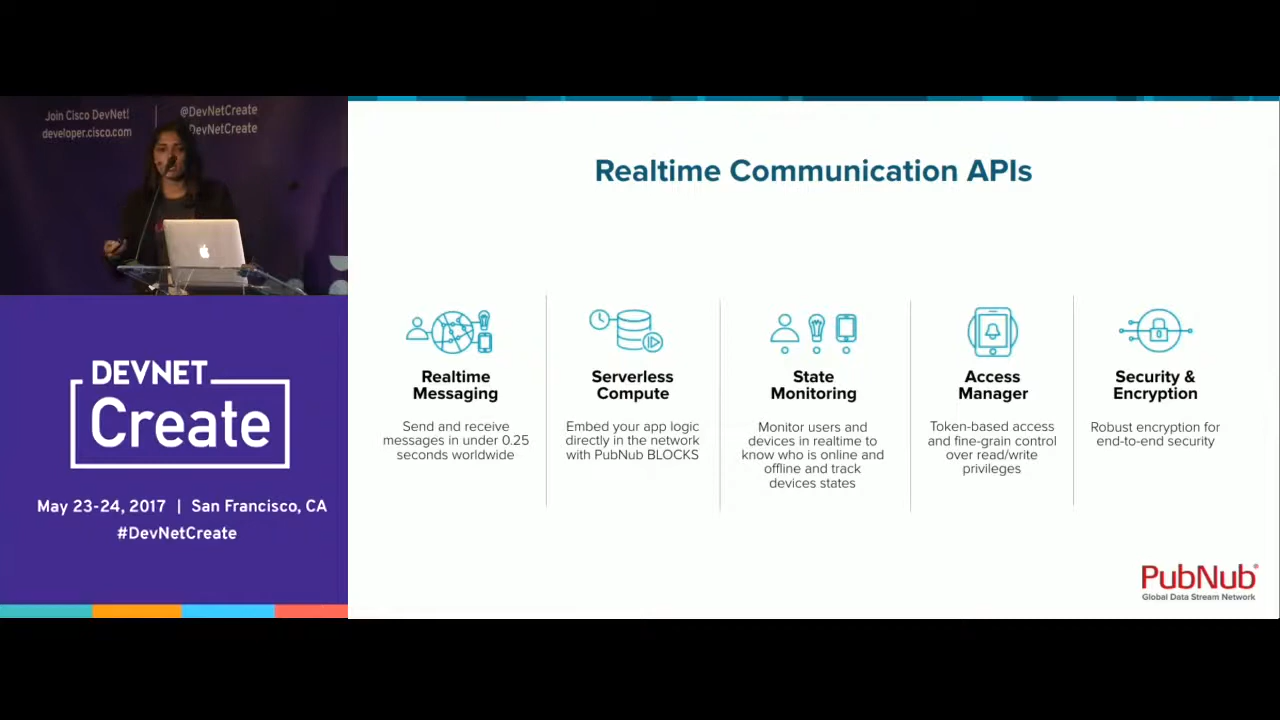 Join Cisco DevNet!
developer.cisco.com
@DevNetCreate
DevNetCreate
DEVNET
Create
May 23-24, 2017 | San Francisco, CA
#DevNetCreate
Realtime Communication APIs
Realtime
Messaging
Send and receive
messages in under 0.25
seconds worldwide
Serverless
Compute
Embed your app logic
directly in the network
with PubNub BLOCKS
State
Monitoring
Monitor users and
devices in realtime to
know who is online and
offline and track
devices states
Access
Manager
Token-based access
and fine-grain control
over read/write
privileges
Security &
Encryption
Robust encryption for
end-to-end security
PubNub®
Global Data Stream Network